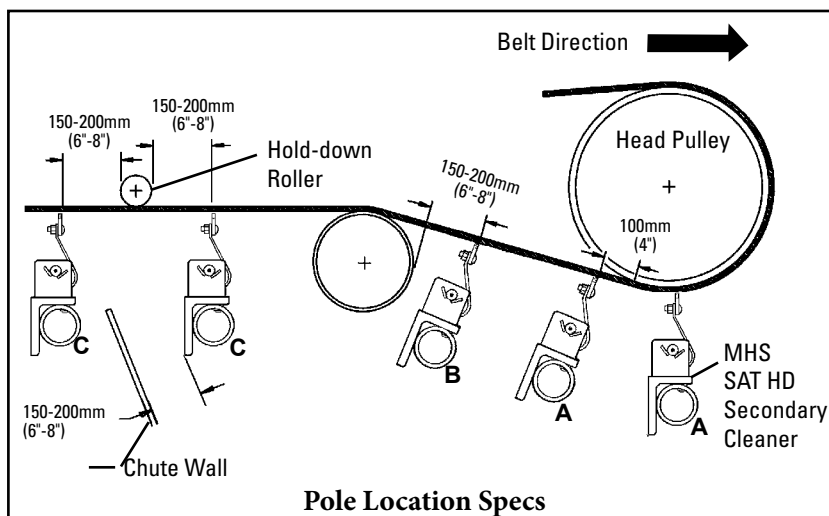 Belt Direction
150-200mm
(6"-8")
150-200mm
(6"-8")
Hold-down
Roller
Head Pulley
150-200mm
(6"-8")
100mm
(4")
C
C
B
A
A
MHS
SAT HD
Secondary
Cleaner
150-200mm
(6"-8")
Chute Wall
Pole Location Specs